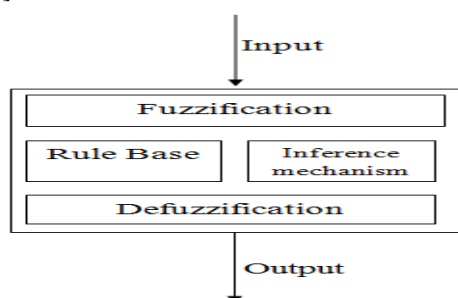 Input
Fuzzification
Rule Base
Inference
mechanism
Defuzzification
Output